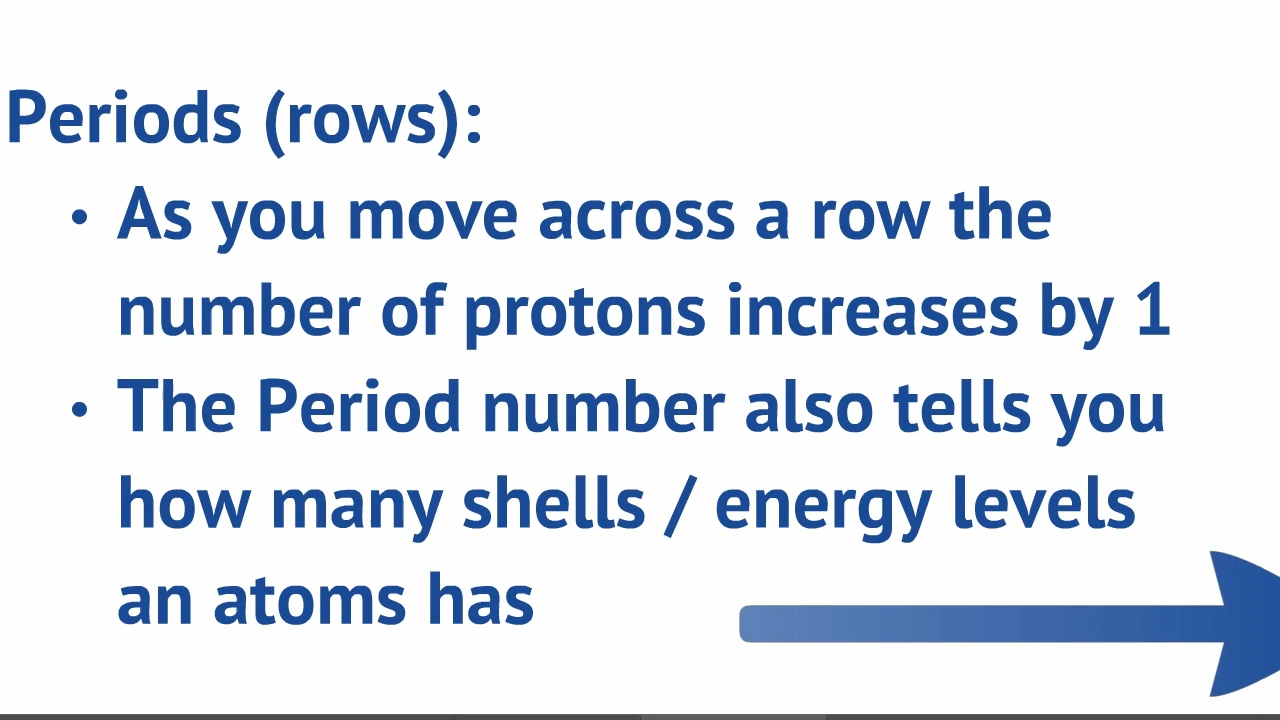 Periods (rows):
• As you move across a row the
number of protons increases by 1
• The Period number also tells you
how many shells / energy levels
an atoms has